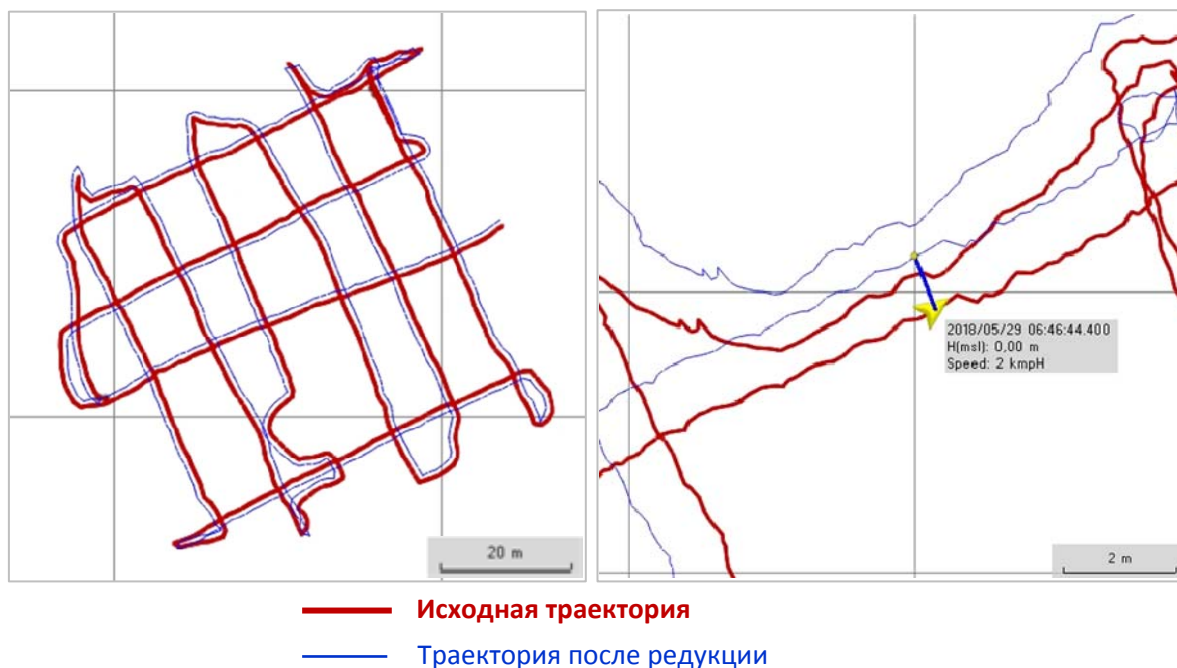 2018/05/29 06:46:44.400
H(msl): 0,00 m
Speed: 2 kmpH
20 m
2 m
Исходная траектория
Траектория после редукции